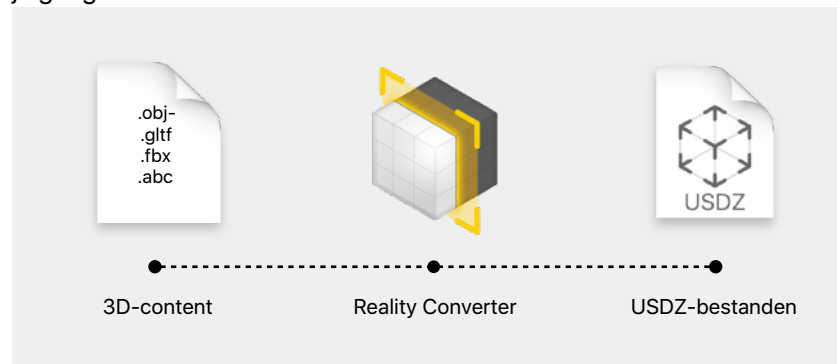 .obj-
.gltf
.fbx
.abc
USDZ
3D-content
Reality Converter
USDZ-bestanden